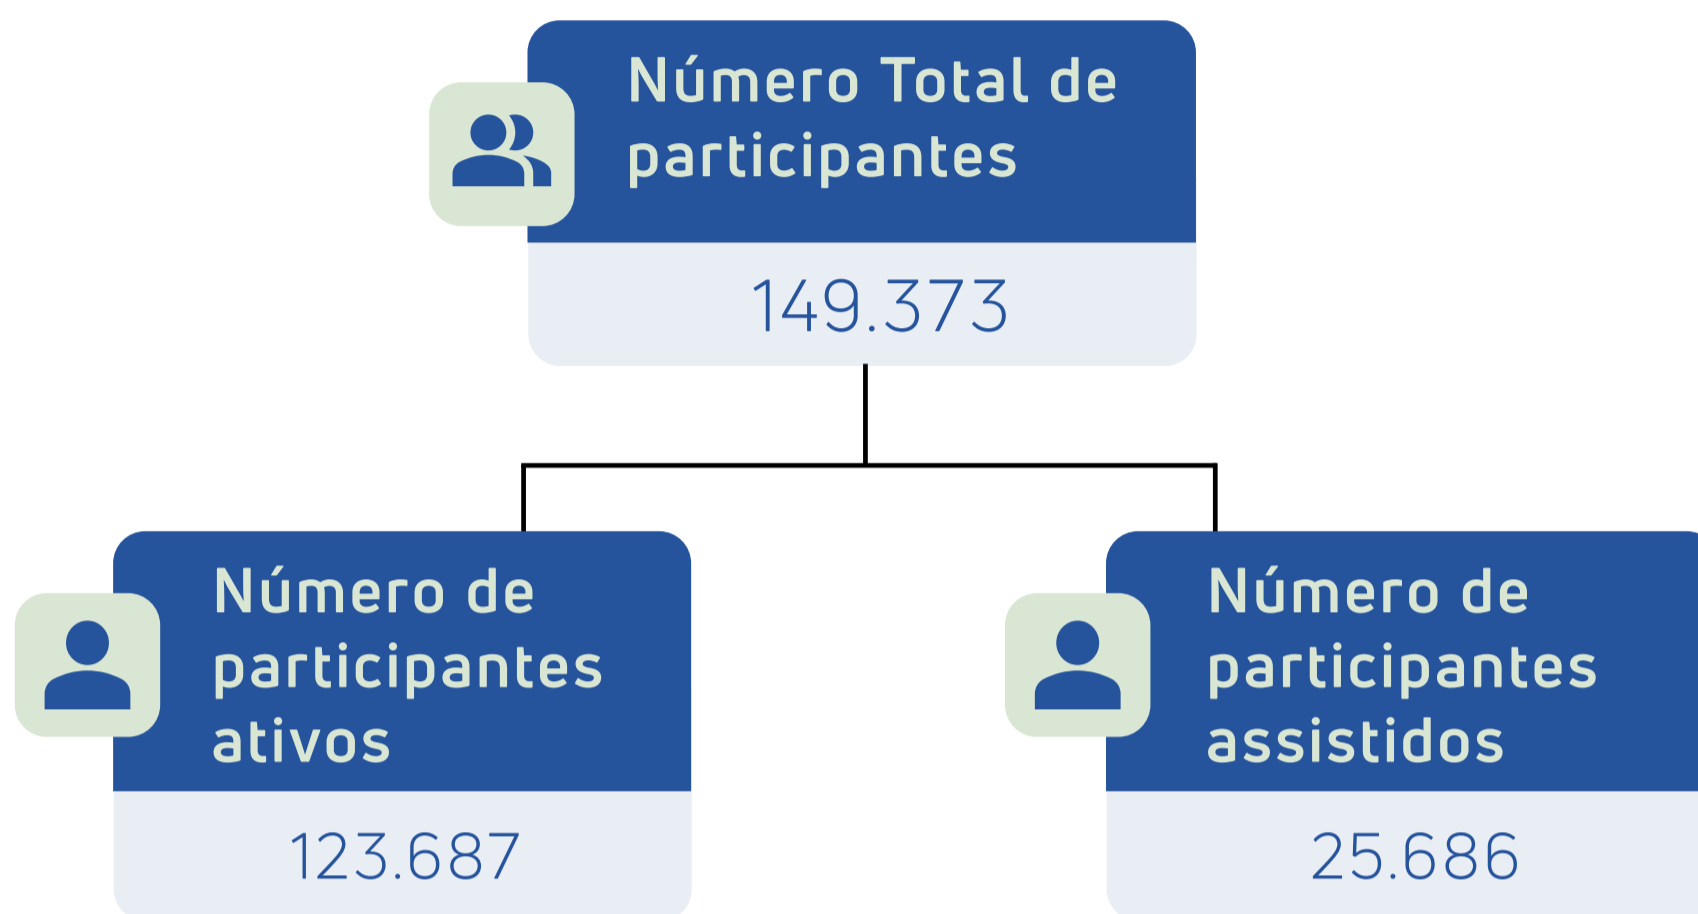 Número Total de
participantes
149.373
Número de
participantes
ativos
123.687
Número de
participantes
assistidos
25.686